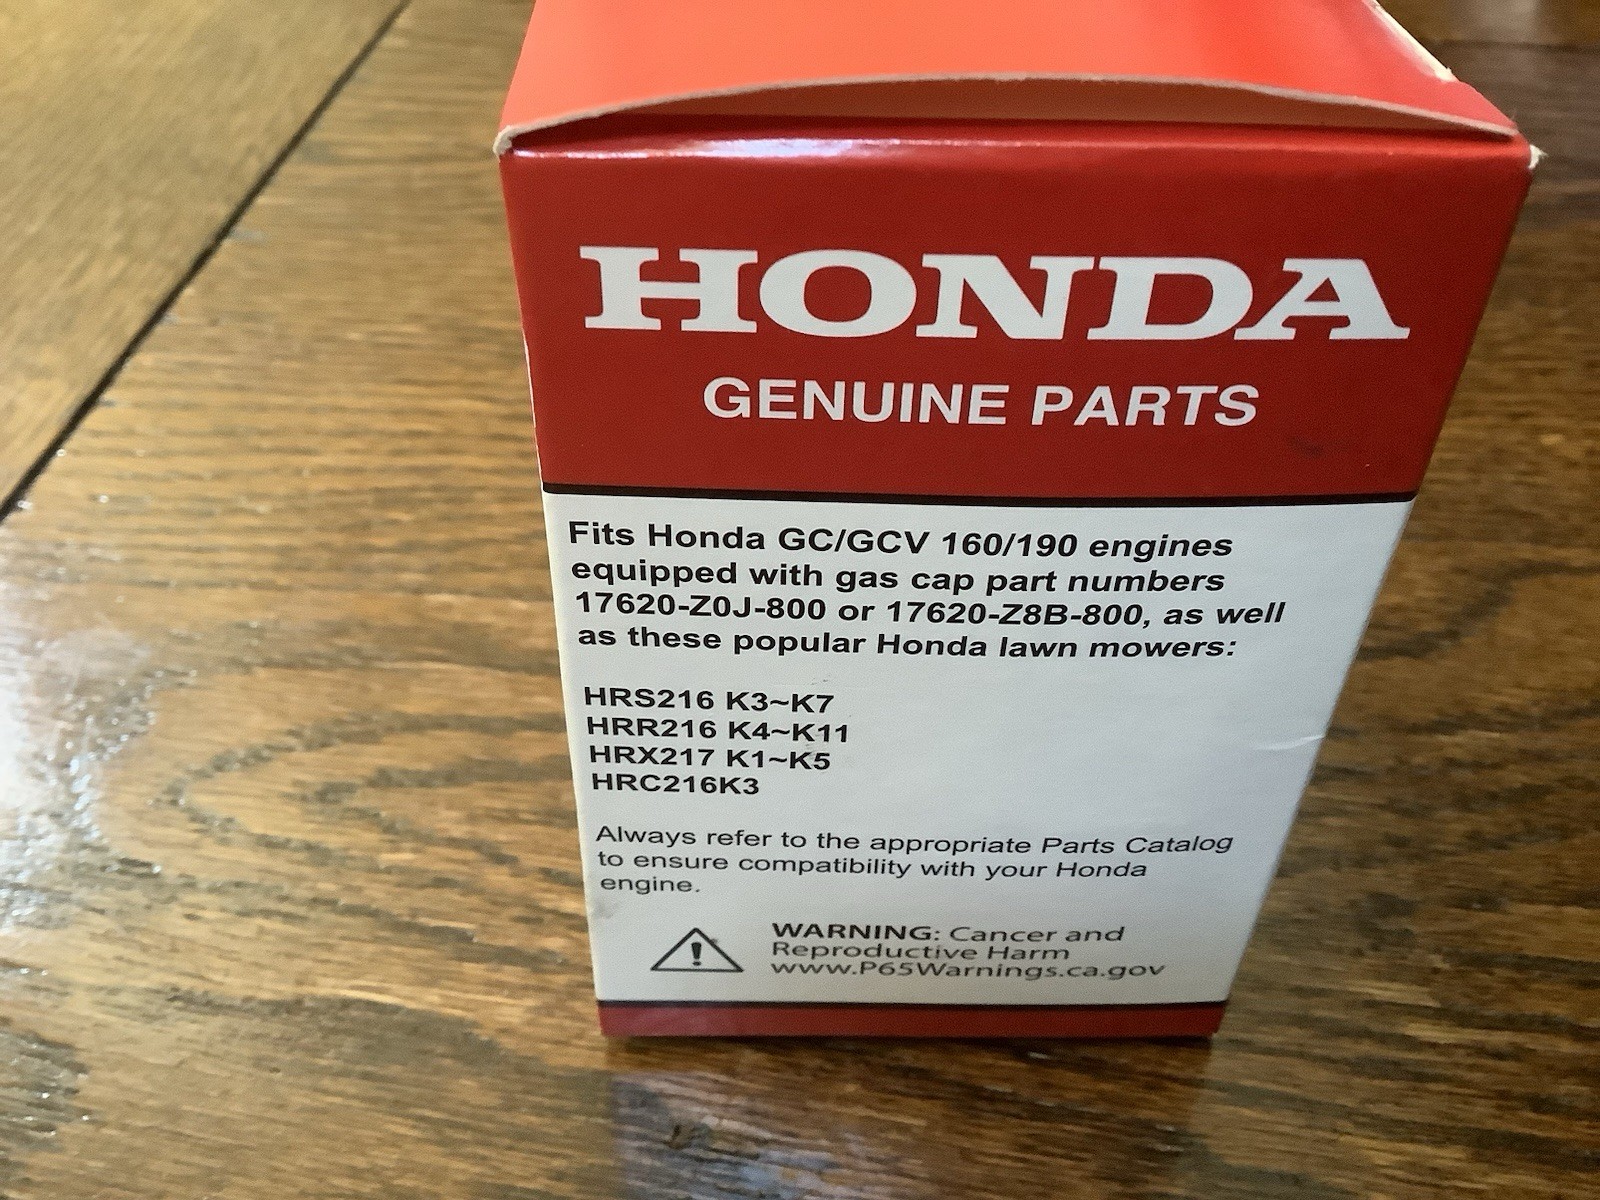 HONDA
GENUINE PARTS
Fits Honda GC/GCV 160/190 engines
equipped with gas cap part numbers
17620-Z0J-800 or 17620-Z8B-800, as well
as these popular Honda lawn mowers:
HRS216 K3~K7
HRR216 K4~K11
HRX217 K1~K5
HRC216K3
Always refer to the appropriate Parts Catalog
to ensure compatibility with your Honda
engine.
WARNING: Cancer and
Reproductive Harm
www.P65Warnings.ca.gov